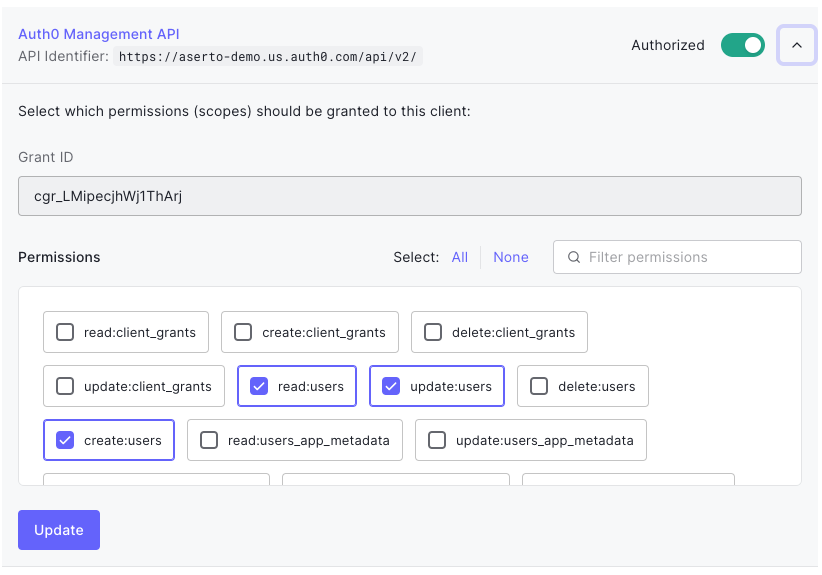 Auth0 Management API
API Identifier: https://aserto-demo.us.auth0.com/api/v2/
Authorized
Select which permissions (scopes) should be granted to this client:
Grant ID
cgr_LMipecjhWj1ThArj
Permissions
Select: All None
Filter permissions
read:client_grants create:client_grants delete:client_grants
update:client_grants read:users update:users delete:users
create:users read:users_app_metadata update:users_app_metadata
Update